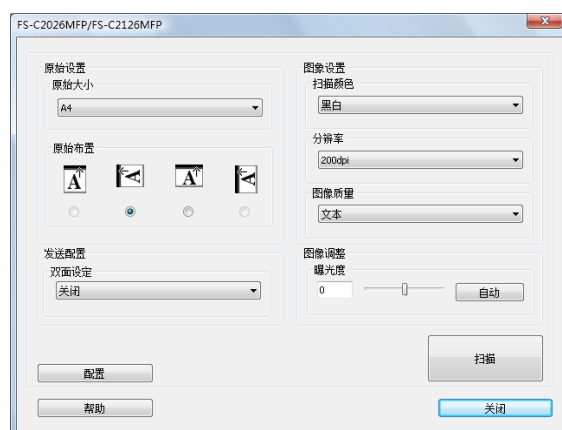 FS-C2026MFP/FS-C2126MFP
原始设置
原始大小
A4
原始布置
A A A A
发送配置
双面设定
关闭
配置
帮助
图象设置
扫描颜色
黑白
分辨率
200dpi
图像质量
文本
图像调整
曝光度
0
自动
扫描
关闭